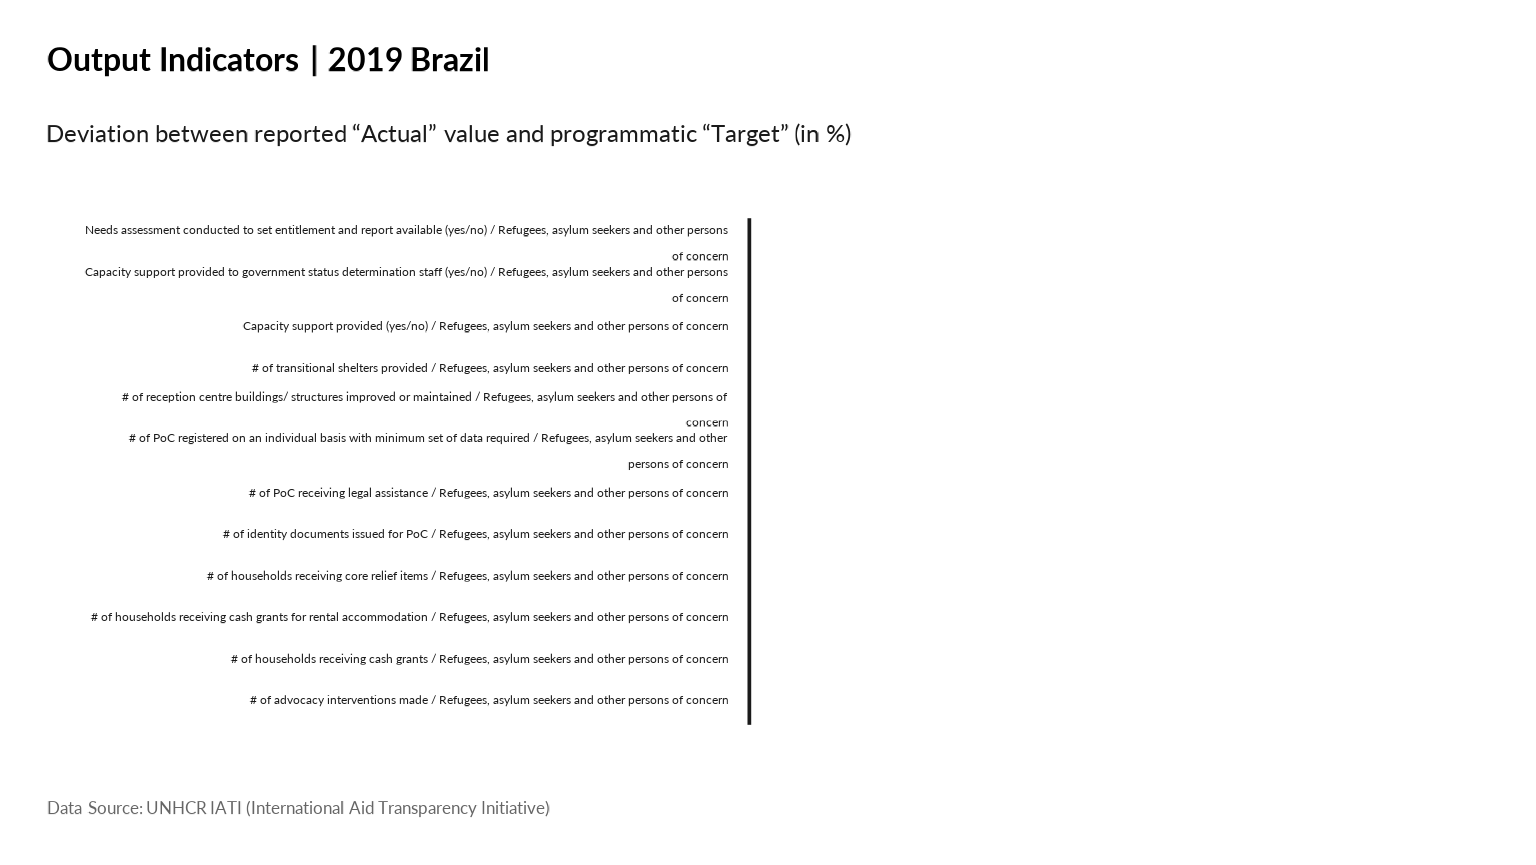 Output Indicators | 2019 Brazil
Deviation between reported “Actual” value and programmatic “Target” (in %)
Needs assessment conducted to set entitlement and report available (yes/no) / Refugees, asylum seekers and other persons
of concern
Capacity support provided to government status determination staff (yes/no) / Refugees, asylum seekers and other persons
of concern
Capacity support provided (yes/no) / Refugees, asylum seekers and other persons of concern
# of transitional shelters provided / Refugees, asylum seekers and other persons of concern
# of reception centre buildings/ structures improved or maintained / Refugees, asylum seekers and other persons of
concern
# of PoC registered on an individual basis with minimum set of data required / Refugees, asylum seekers and other
persons of concern
# of PoC receiving legal assistance / Refugees, asylum seekers and other persons of concern
# of identity documents issued for PoC / Refugees, asylum seekers and other persons of concern
# of households receiving core relief items / Refugees, asylum seekers and other persons of concern
# of households receiving cash grants for rental accommodation / Refugees, asylum seekers and other persons of concern
# of households receiving cash grants / Refugees, asylum seekers and other persons of concern
# of advocacy interventions made / Refugees, asylum seekers and other persons of concern
Data Source: UNHCR IATI (International Aid Transparency Initiative)